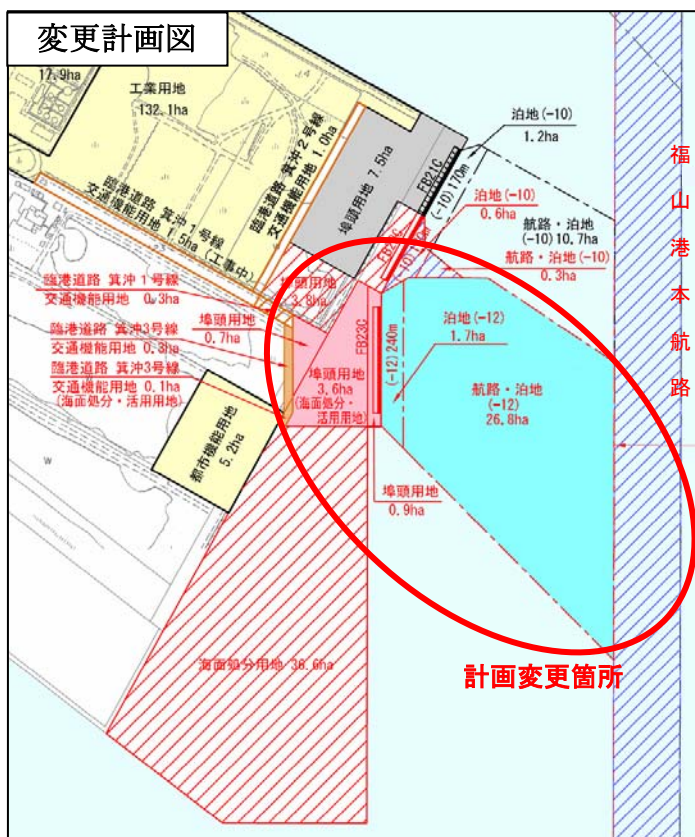 変更計画図
17.9ha
工業用地
132.1ha
臨港道路 箕沖2号線
交通機能用地 1.0ha
臨港道路 箕沖1号線
交通機能用地 1.5ha(工事中)
埠頭用地 7.5ha
FB21C
(-10)170m
泊地(-10)
1.2ha
泊地(-10)
0.6ha
航路・泊地
(-10)10.7ha
航路・泊地(-10)
0.3ha
福山港本航路
臨港道路 箕沖1号線
交通機能用地 0.3ha
埠頭用地
3.8ha
臨港道路 箕沖3号線
交通機能用地 0.3ha
埠頭用地
0.7ha
臨港道路 箕沖3号線
交通機能用地 0.1ha
(海面処分・活用用地)
埠頭用地
3.6ha
(海面処分・
活用用地)
FB23C
(-12)240m
泊地(-12)
1.7ha
航路・泊地
(-12)
26.8ha
都市機能用地
5.2ha
埠頭用地
0.9ha
海面処分用地 36.6ha
計画変更箇所
W